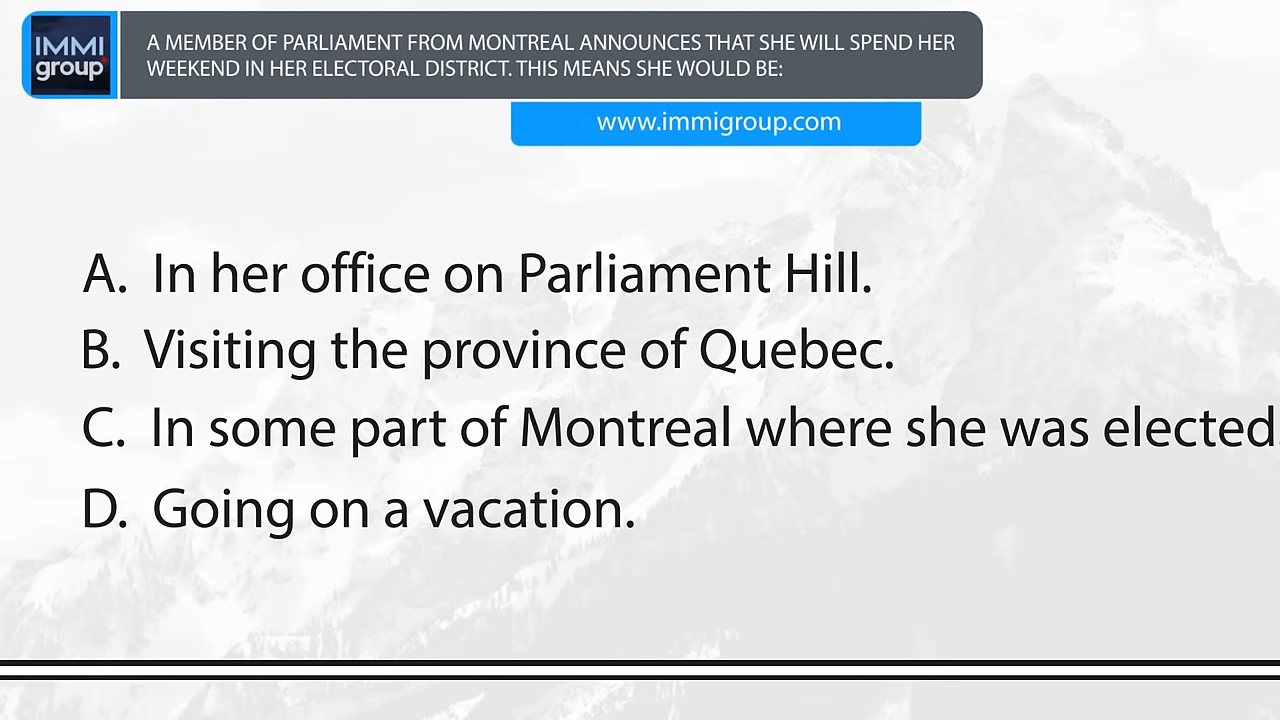 IMMI
group
A MEMBER OF PARLIAMENT FROM MONTREAL ANNOUNCES THAT SHE WILL SPEND HER
WEEKEND IN HER ELECTORAL DISTRICT. THIS MEANS SHE WOULD BE:
www.immigroup.com
A. In her office on Parliament Hill.
B. Visiting the province of Quebec.
C. In some part of Montreal where she was elected.
D. Going on a vacation.